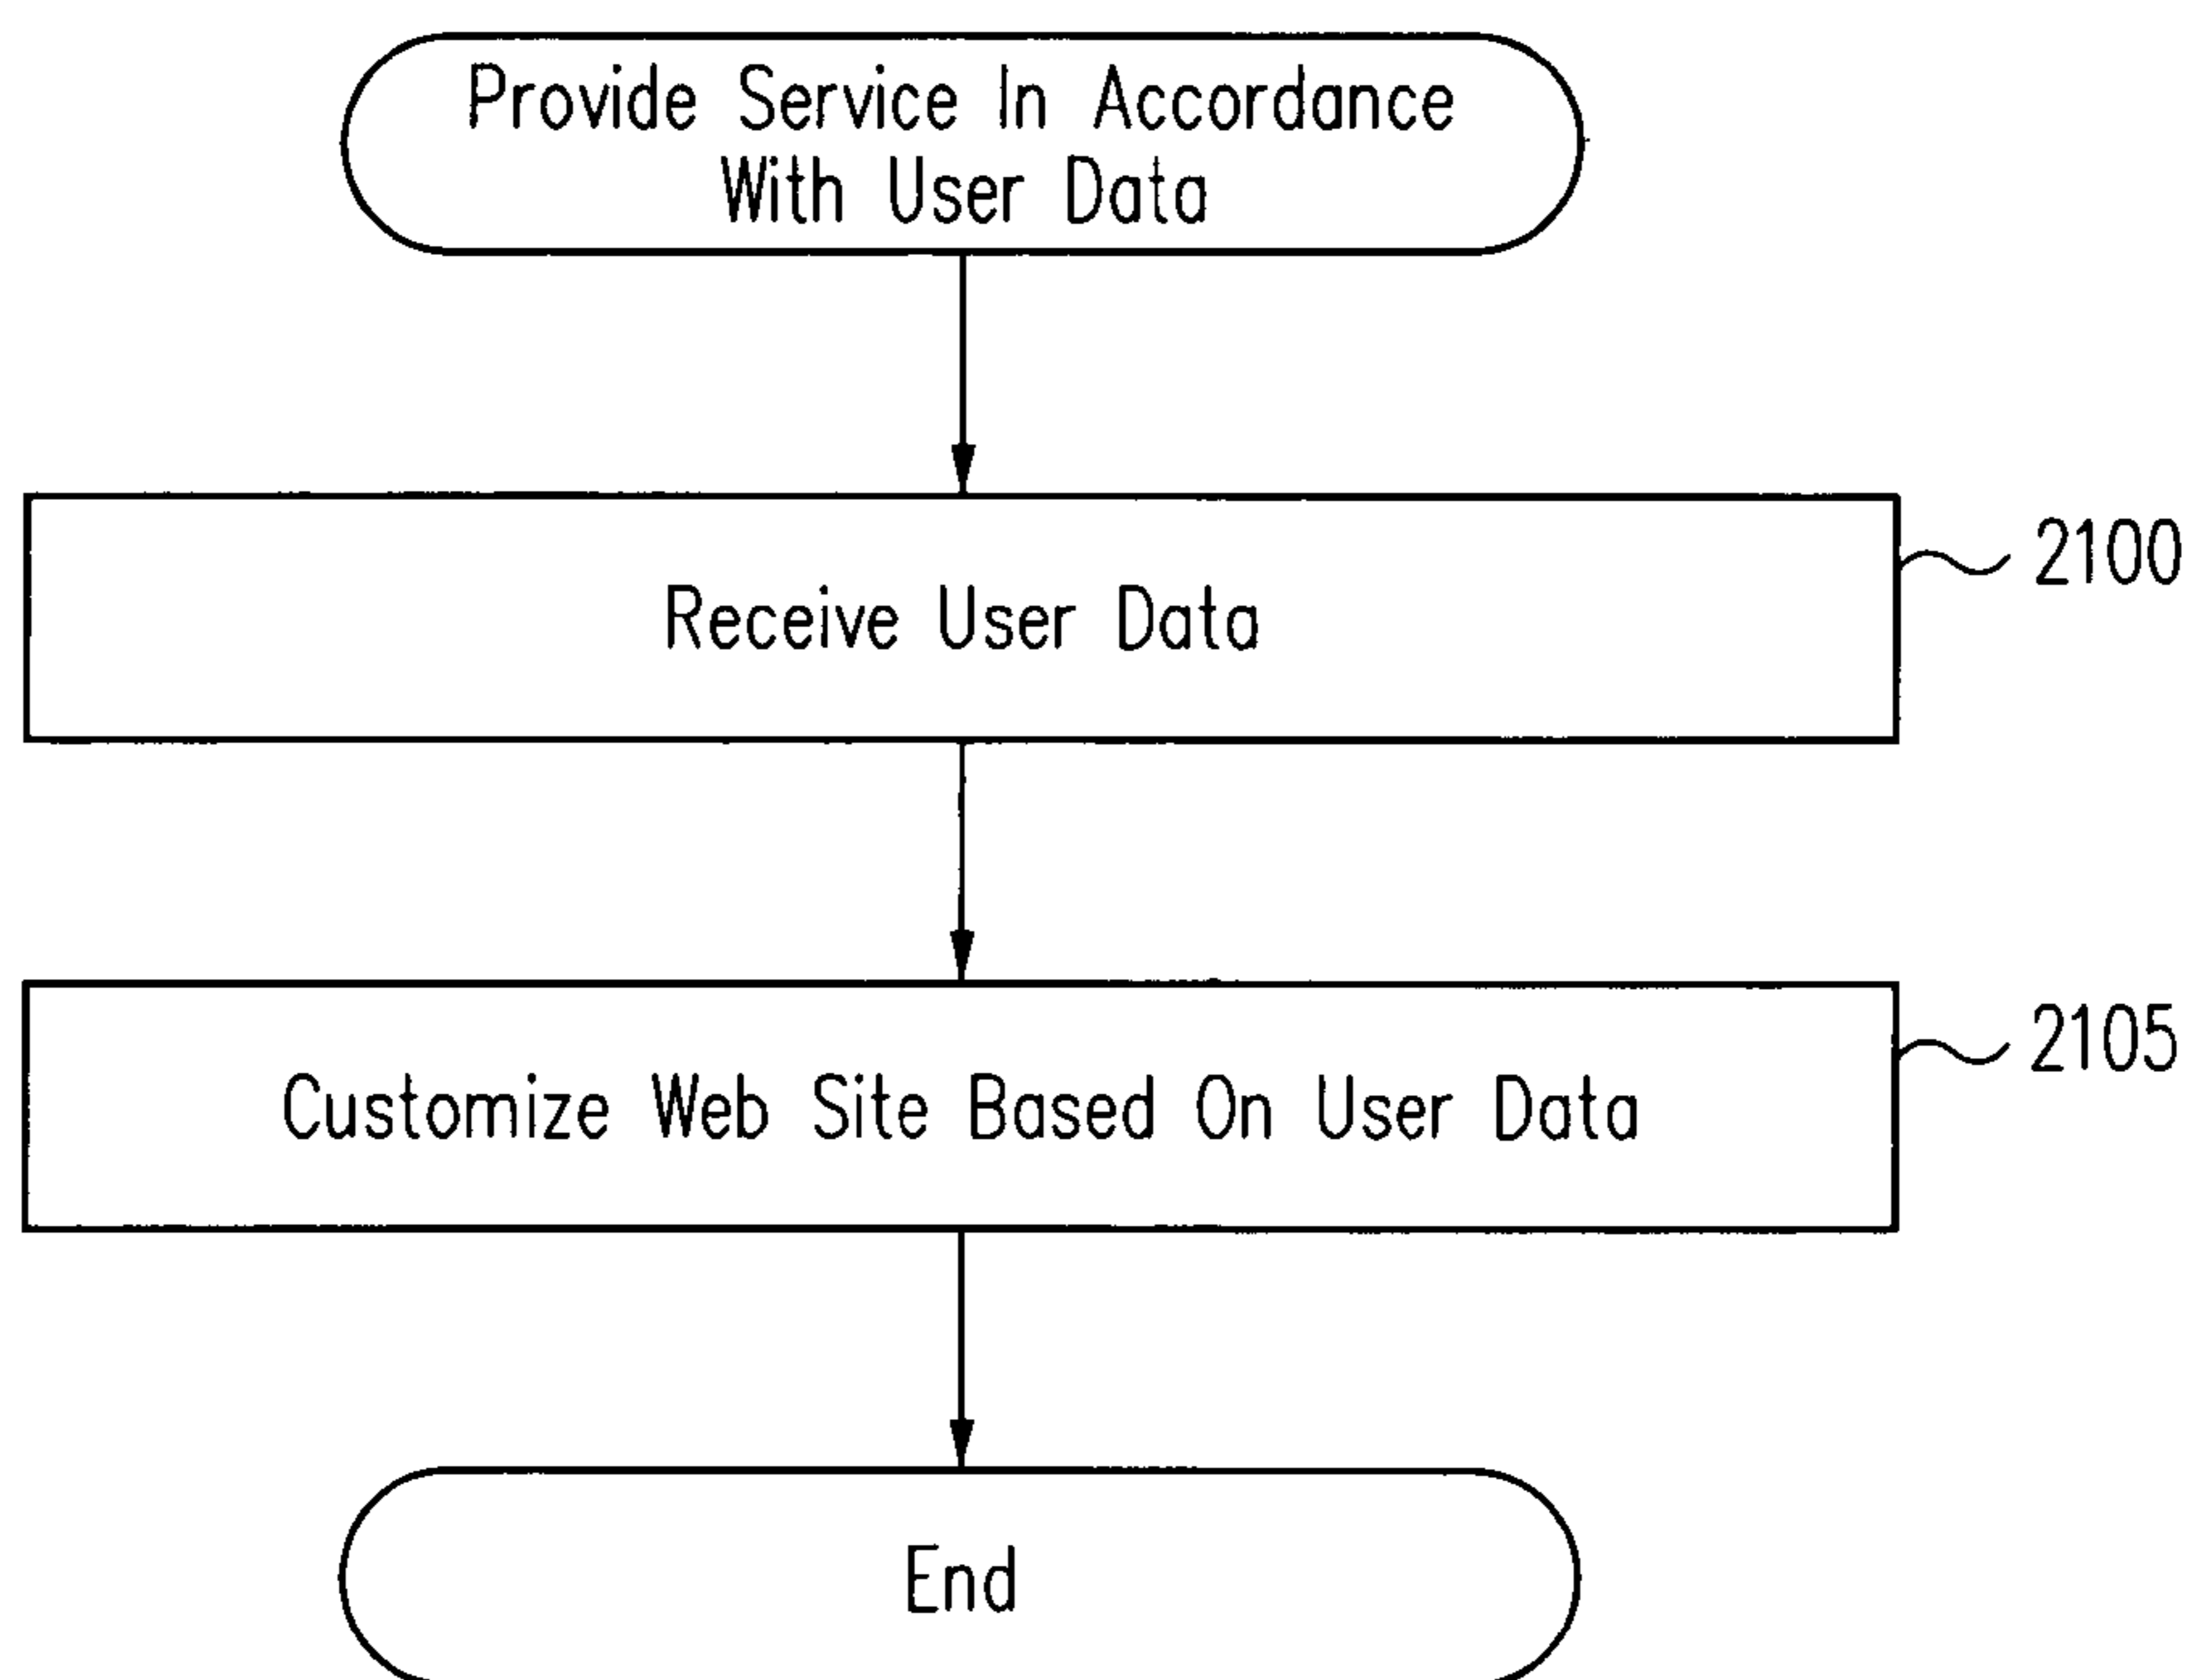 Provide Service In Accordance
With User Data
Receive User Data
2100
Customize Web Site Based On User Data
2105
End